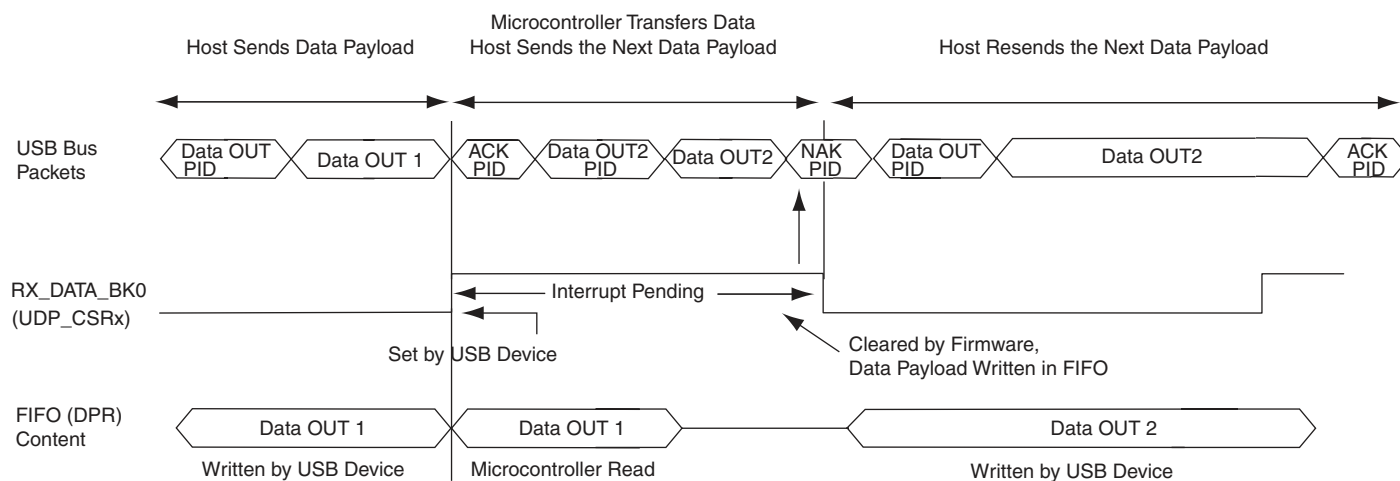 Host Sends Data Payload
Microcontroller Transfers Data
Host Sends the Next Data Payload
Host Resends the Next Data Payload
USB Bus
Packets
Data OUT
PID
Data OUT 1
ACK
PID
Data OUT2
PID
Data OUT2
NAK
PID
Data OUT
PID
Data OUT2
ACK
PID
RX_DATA_BK0
(UDP_CSRx)
Interrupt Pending
Set by USB Device
Cleared by Firmware,
Data Payload Written in FIFO
FIFO (DPR)
Content
Data OUT 1
Data OUT 1
Data OUT 2
Written by USB Device
Microcontroller Read
Written by USB Device